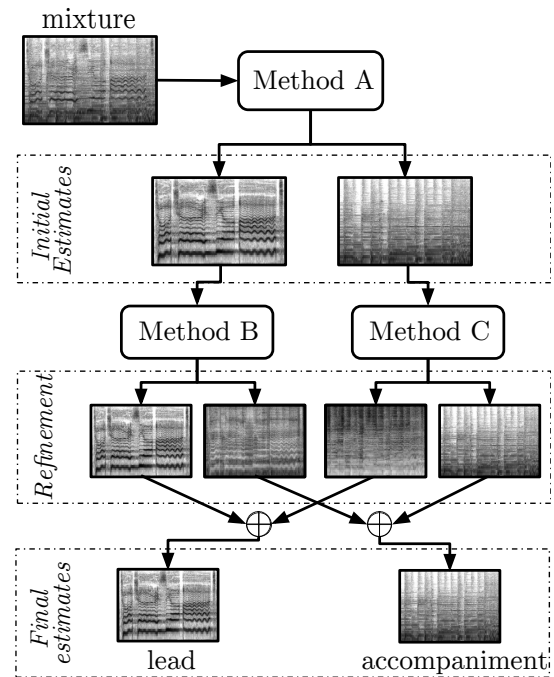 mixture
Method A
Initial
Estimates
Method B
Method C
Refinement
Final
estimates
lead
accompaniment